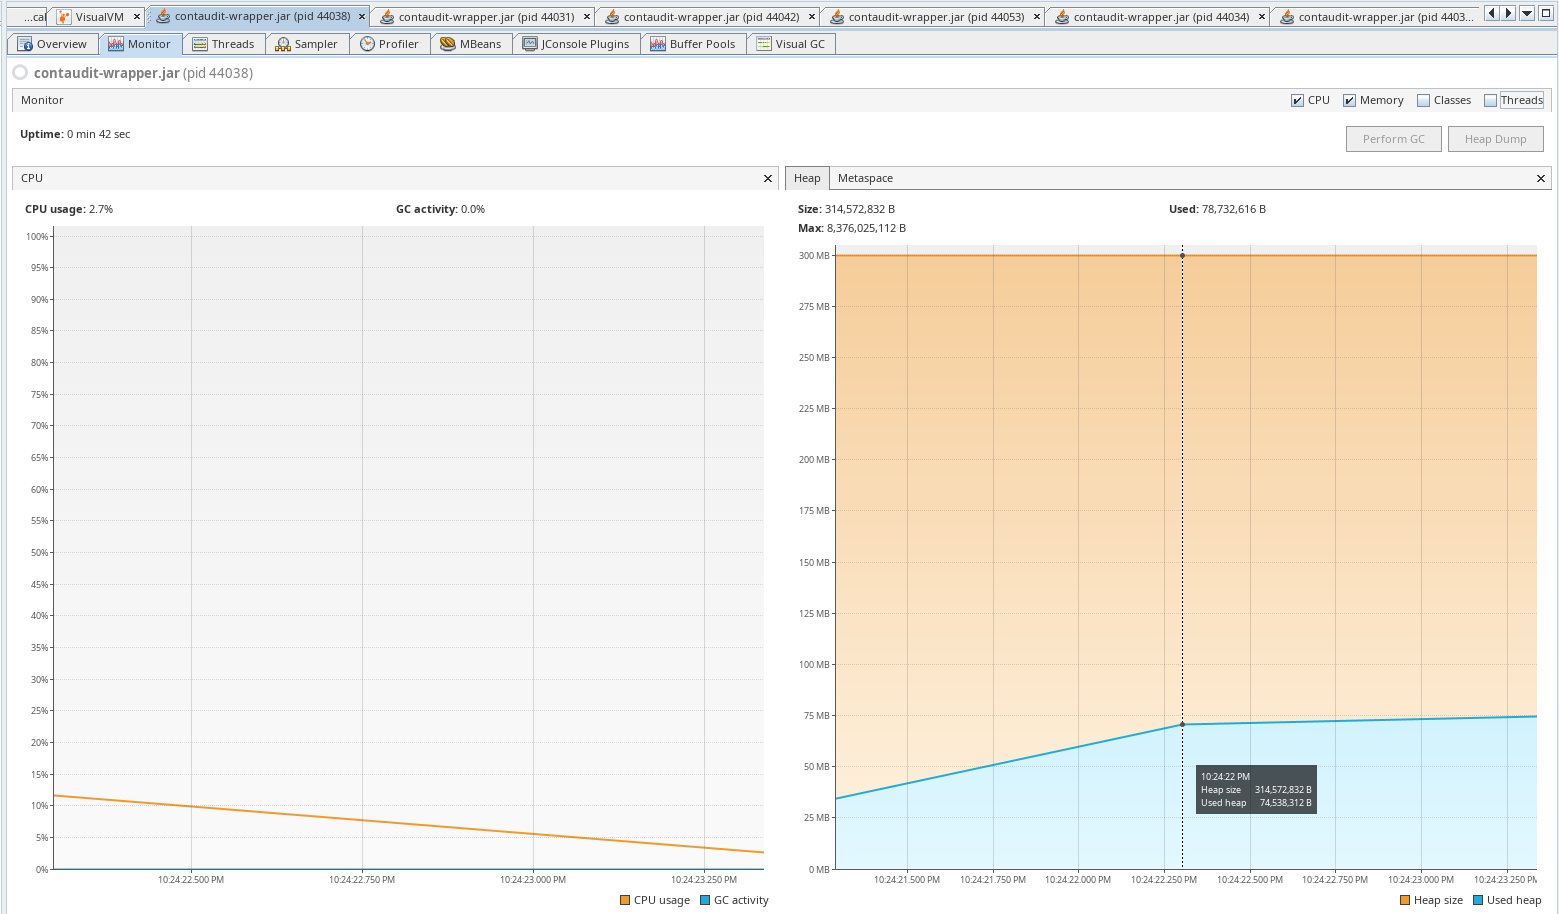 ...cal VisualVM contaudit-wrapper.jar (pid 44038) contaudit-wrapper.jar (pid 44031) contaudit-wrapper.jar (pid 44042) contaudit-wrapper.jar (pid 44053) contaudit-wrapper.jar (pid 44034) contaudit-wrapper.jar (pid 4403...
Overview Monitor Threads Sampler Profiler MBeans JConsole Plugins Buffer Pools Visual GC
contaudit-wrapper.jar (pid 44038)
Monitor CPU Memory Classes Threads
Uptime: 0 min 42 sec
Perform GC Heap Dump
CPU
CPU usage: 2.7% GC activity: 0.0%
100%
95%
90%
85%
80%
75%
70%
65%
60%
55%
50%
45%
40%
35%
30%
25%
20%
15%
10%
5%
0%
10:24:22.500 PM 10:24:22.750 PM 10:24:23.000 PM 10:24:23.250 PM
CPU usage GC activity
Heap Metaspace
Size: 314,572,832 B Used: 78,732,616 B
Max: 8,376,025,112 B
300 MB
275 MB
250 MB
225 MB
200 MB
175 MB
150 MB
125 MB
100 MB
75 MB
50 MB
25 MB
0 MB
10:24:22 PM
Heap size 314,572,832 B
Used heap 74,538,312 B
10:24:21.500 PM 10:24:21.750 PM 10:24:22.000 PM 10:24:22.250 PM 10:24:22.500 PM 10:24:22.750 PM 10:24:23.000 PM 10:24:23.250 PM
Heap size Used heap